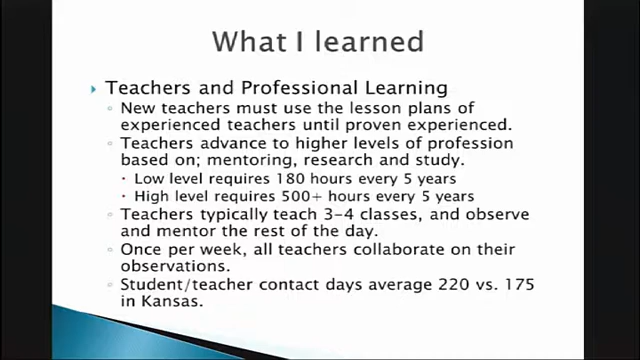 What I learned
Teachers and Professional Learning
New teachers must use the lesson plans of
experienced teachers until proven experienced.
Teachers advance to higher levels of profession
based on; mentoring, research and study.
Low level requires 180 hours every 5 years
High level requires 500+ hours every 5 years
Teachers typically teach 3-4 classes, and observe
and mentor the rest of the day.
Once per week, all teachers collaborate on their
observations.
Student/teacher contact days average 220 vs. 175
in Kansas.